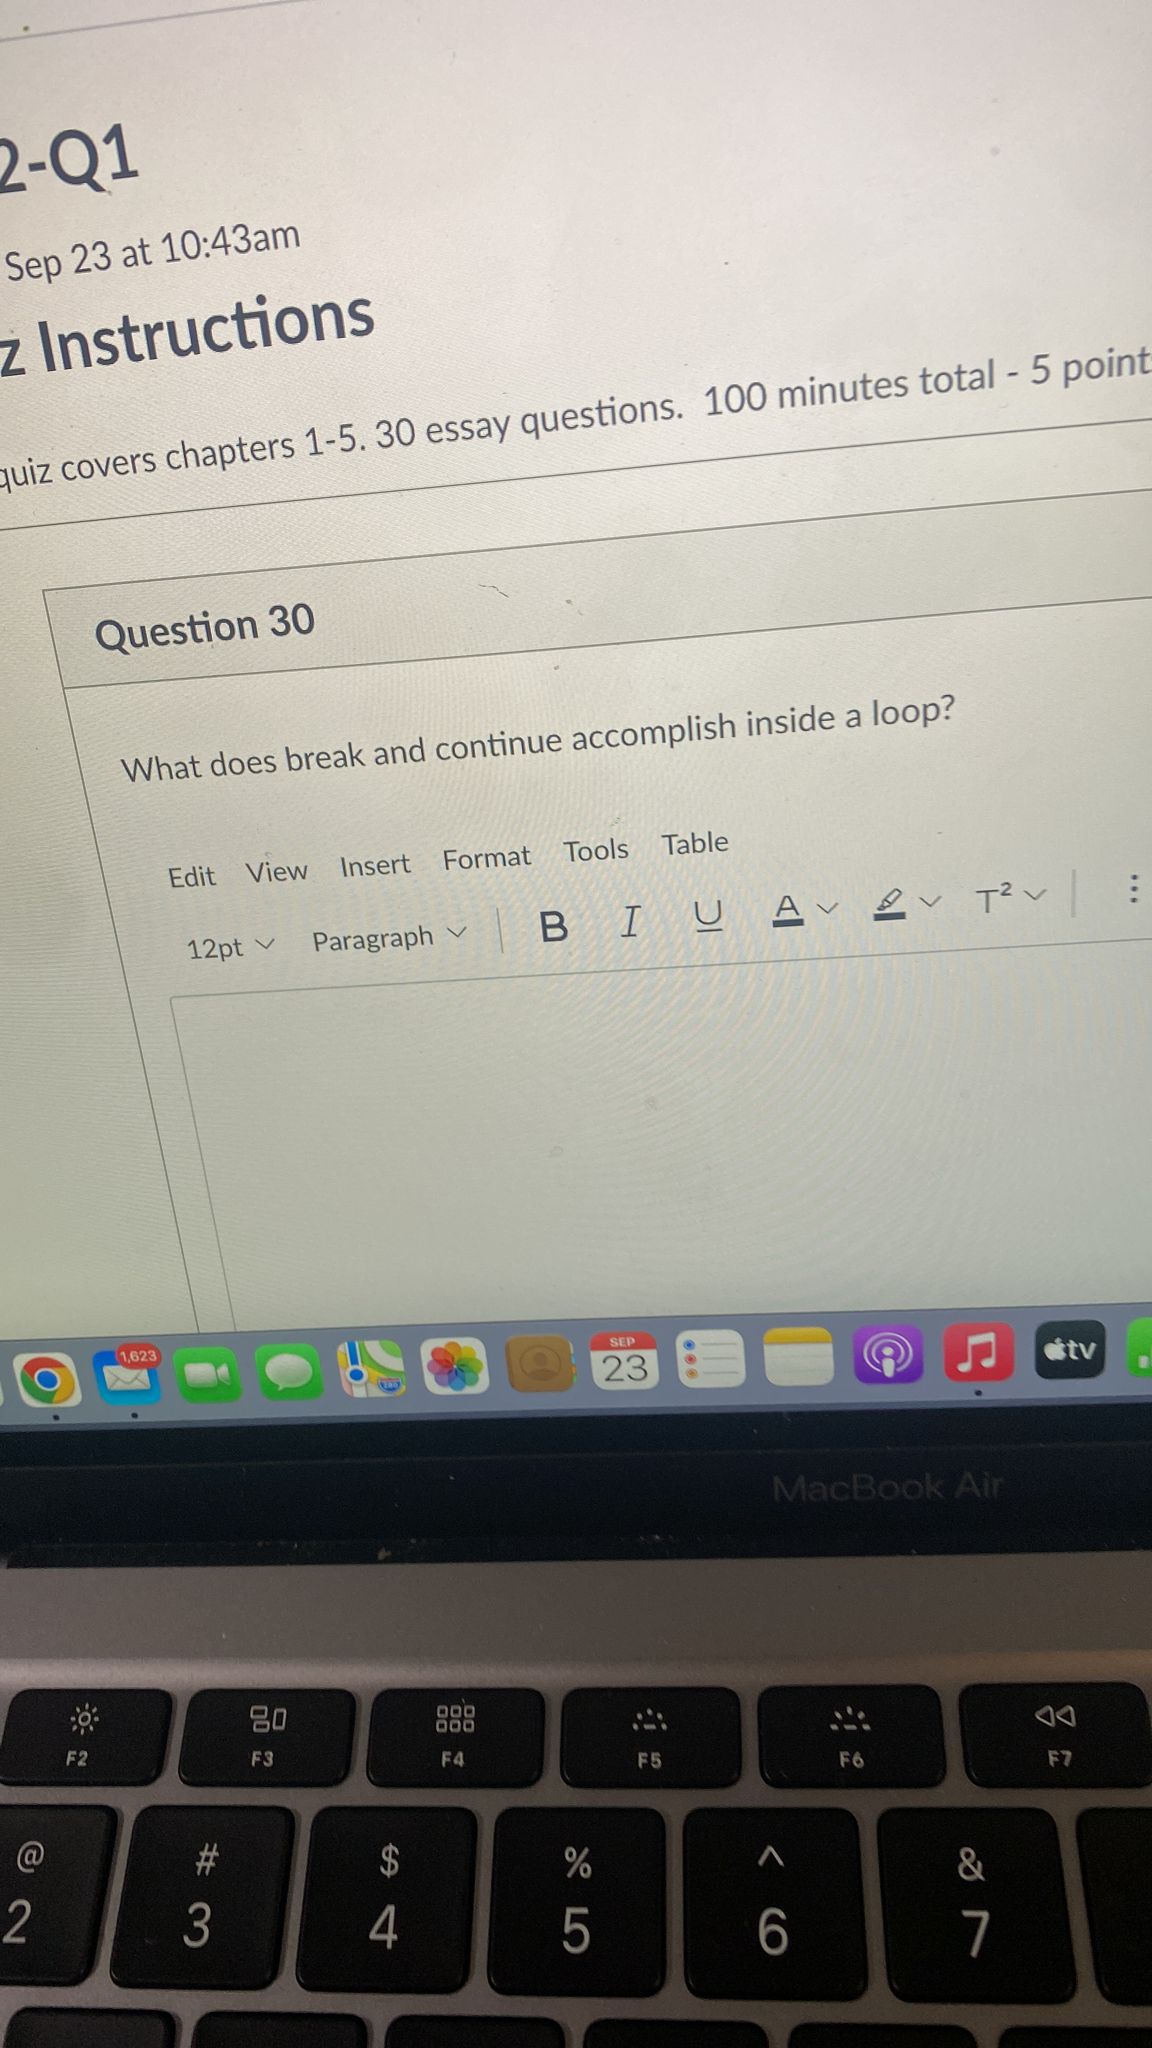 2-Q1
Sep 23 at 10:43am
z Instructions
quiz covers chapters 1-5. 30 essay questions. 100 minutes total - 5 point
Question 30
What does break and continue accomplish inside a loop?
Edit View Insert Format Tools Table
12pt Paragraph B I U A T²
1,623
SEP
23
280
tv
MacBook Air
F2 F3 F4 F5 F6 F7
@ # $ % ^ &
2 3 4 5 6 7